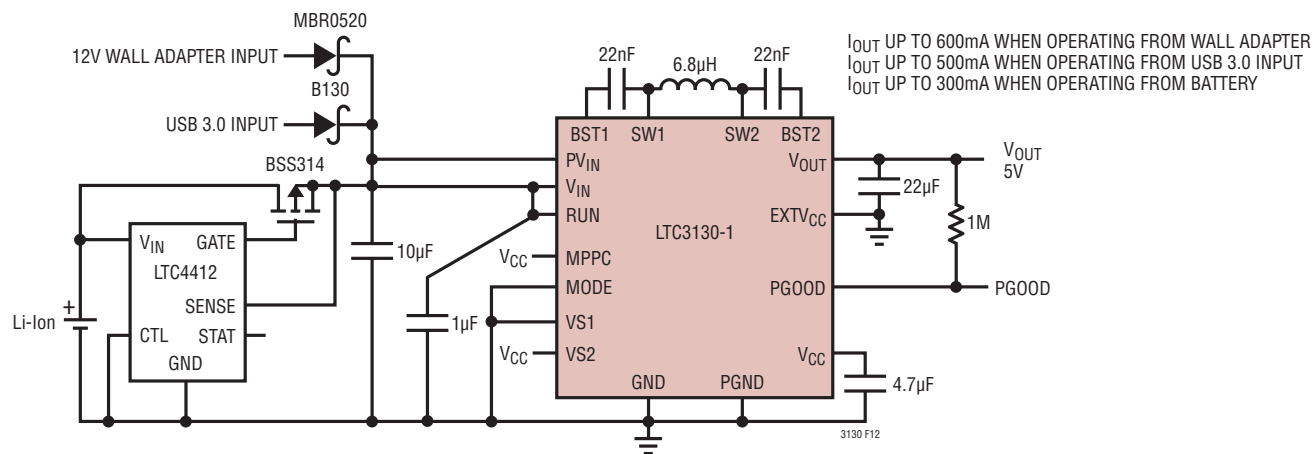 MBR0520
12V WALL ADAPTER INPUT
B130
USB 3.0 INPUT
BSS314
V_IN GATE
LTC4412
SENSE
CTL STAT
GND
Li-Ion
+
10µF
1µF
22nF
6.8µH
22nF
BST1 SW1 SW2 BST2
PV_IN
V_IN
RUN
V_CC MPPC
MODE
VS1
V_CC VS2
LTC3130-1
V_OUT
EXTV_CC
PGOOD
V_CC
GND PGND
I_OUT UP TO 600mA WHEN OPERATING FROM WALL ADAPTER
I_OUT UP TO 500mA WHEN OPERATING FROM USB 3.0 INPUT
I_OUT UP TO 300mA WHEN OPERATING FROM BATTERY
V_OUT
5V
22µF
1M
PGOOD
4.7µF
3130 F12